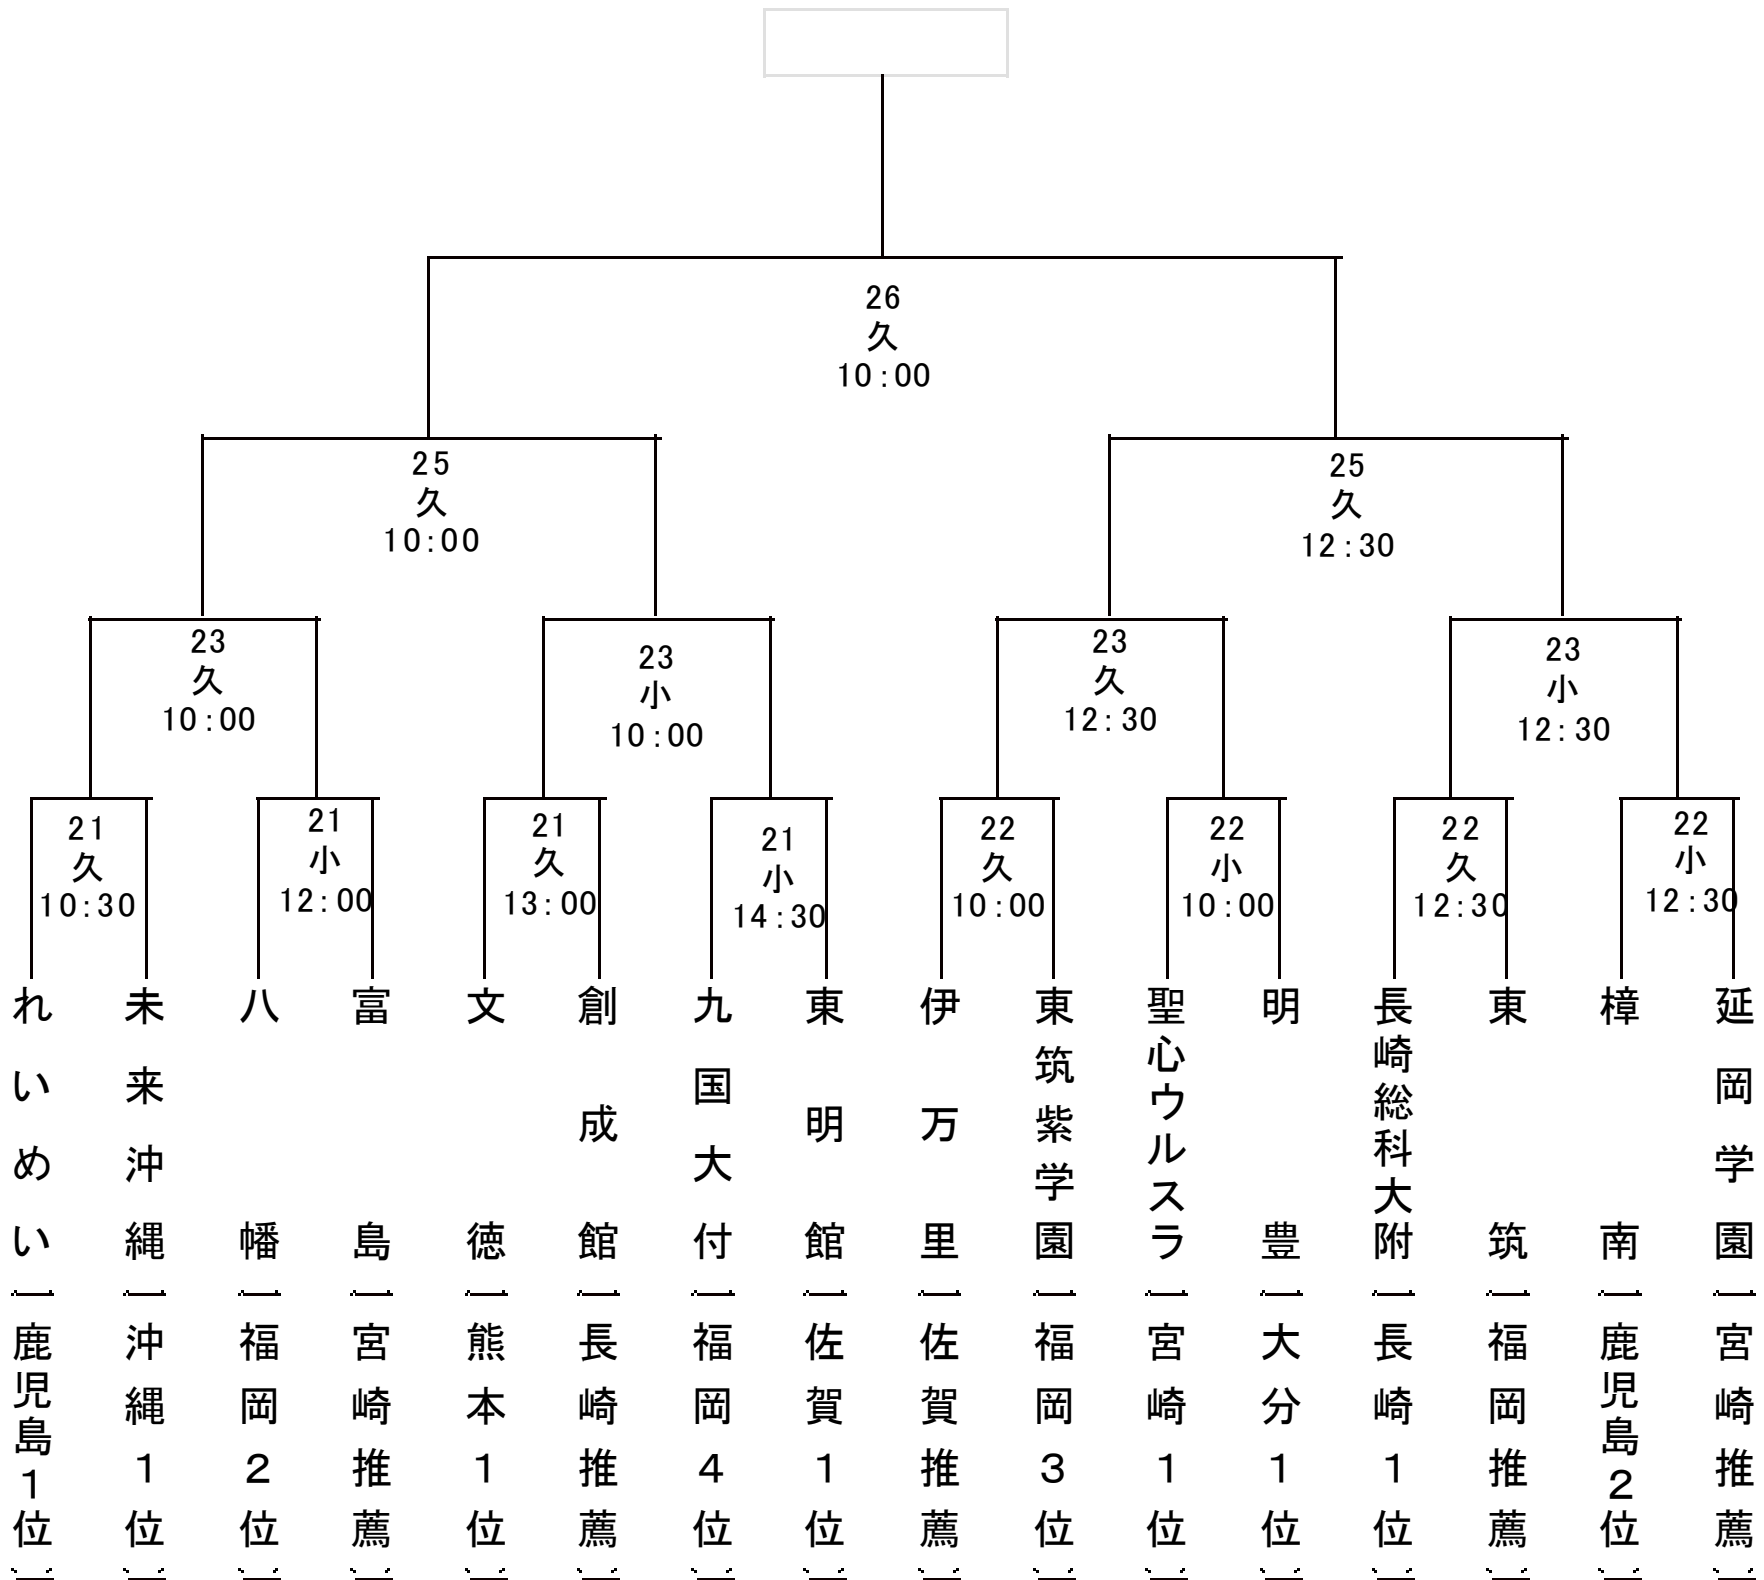 26
久
10:00
25
久
10:00
25
久
12:30
23
久
10:00
23
小
10:00
23
久
12:30
23
小
12:30
21
久
10:30
21
小
12:00
21
久
13:00
21
小
14:30
22
久
10:00
22
小
10:00
22
久
12:30
22
小
12:30
れいめい(鹿児島1位)
未来沖縄(沖縄1位)
八幡(福岡2位)
富島(宮崎推薦)
文徳(熊本1位)
創成館(長崎推薦)
九国大付(福岡4位)
東明館(佐賀1位)
伊万里(佐賀推薦)
東筑紫学園(福岡3位)
聖心ウルスラ(宮崎1位)
明豊(大分1位)
長崎総科大附(長崎1位)
東筑(福岡推薦)
樟南(鹿児島2位)
延岡学園(宮崎推薦)